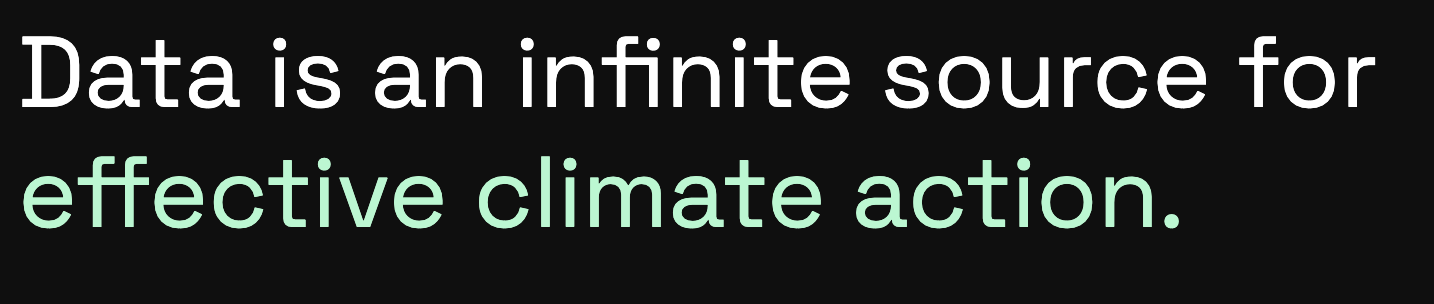 Data is an infinite source for
effective climate action.